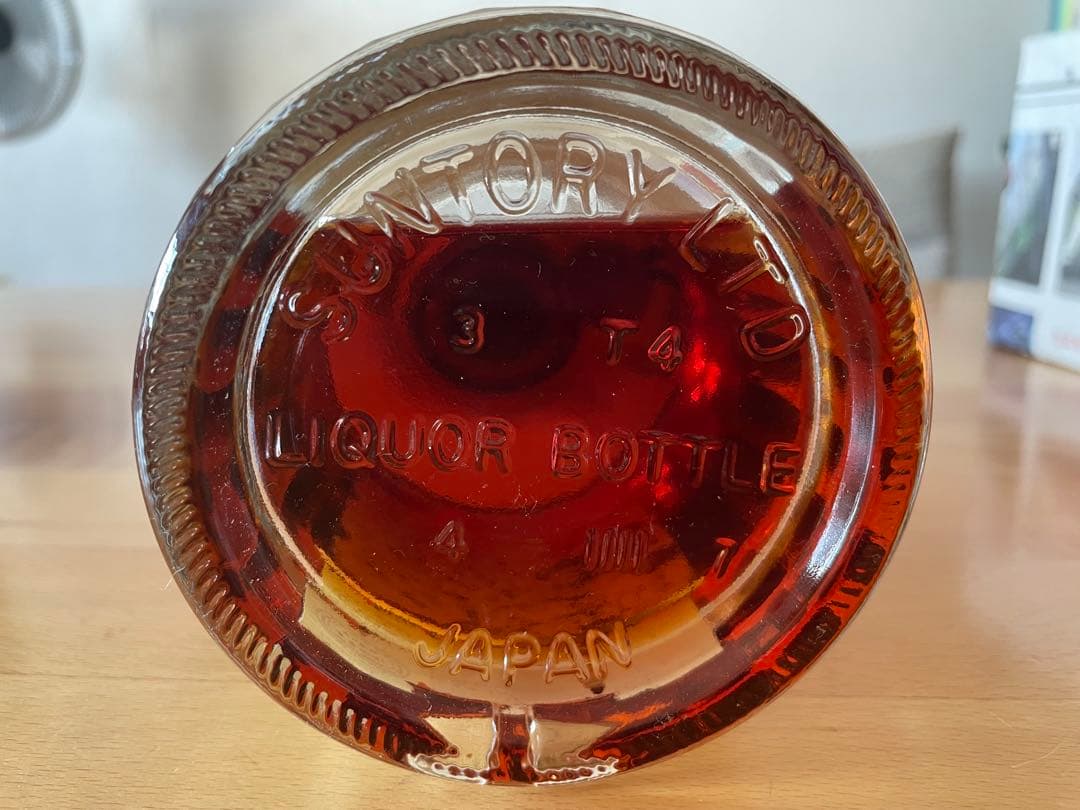 SUNTORY LTD
3 T4
LIQUOR BOTTLE
4 1
JAPAN